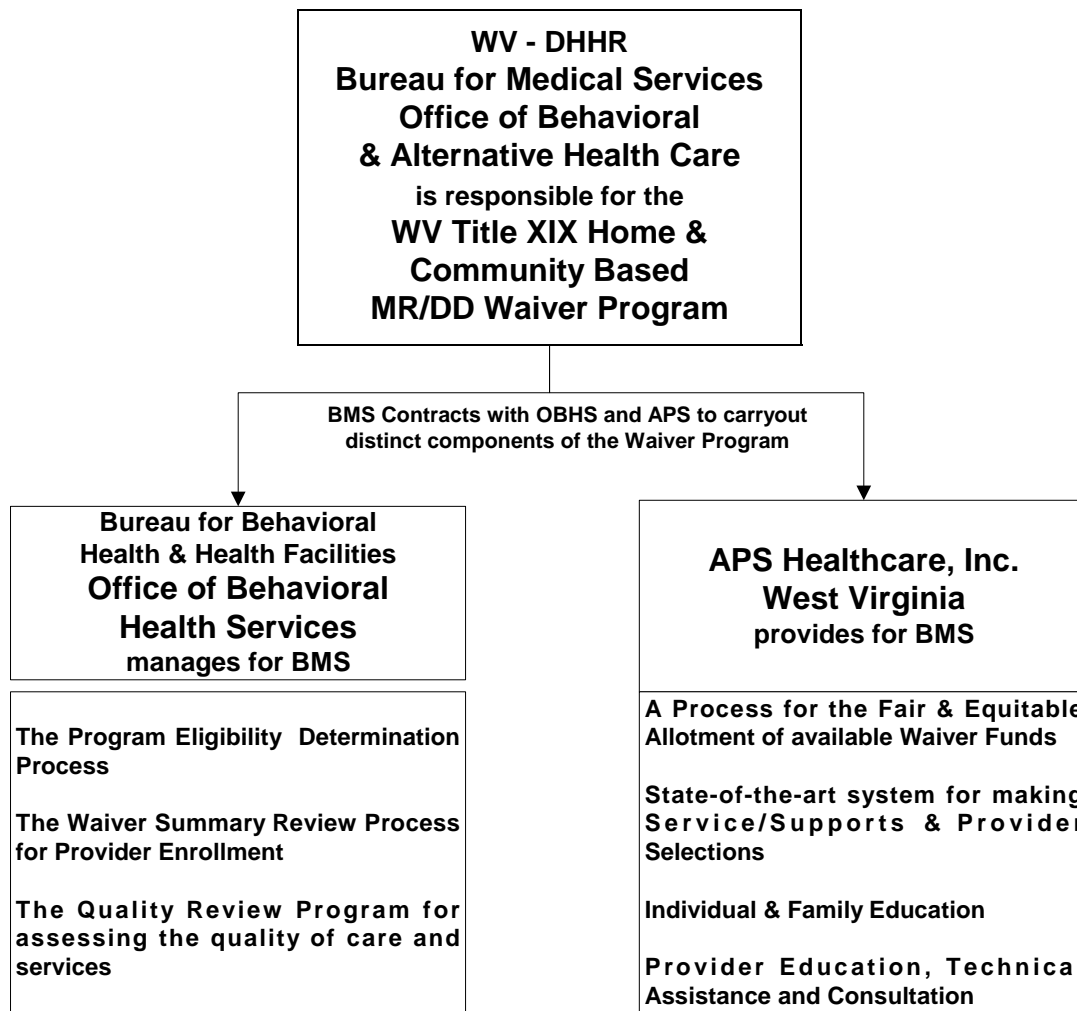 WV - DHHR
Bureau for Medical Services
Office of Behavioral
& Alternative Health Care
is responsible for the
WV Title XIX Home &
Community Based
MR/DD Waiver Program
BMS Contracts with OBHS and APS to carryout
distinct components of the Waiver Program
Bureau for Behavioral
Health & Health Facilities
Office of Behavioral
Health Services
manages for BMS
The Program Eligibility Determination
Process
The Waiver Summary Review Process
for Provider Enrollment
The Quality Review Program for
assessing the quality of care and
services
APS Healthcare, Inc.
West Virginia
provides for BMS
A Process for the Fair & Equitable
Allotment of available Waiver Funds
State-of-the-art system for making
Service/Supports & Provider
Selections
Individual & Family Education
Provider Education, Technica
Assistance and Consultation